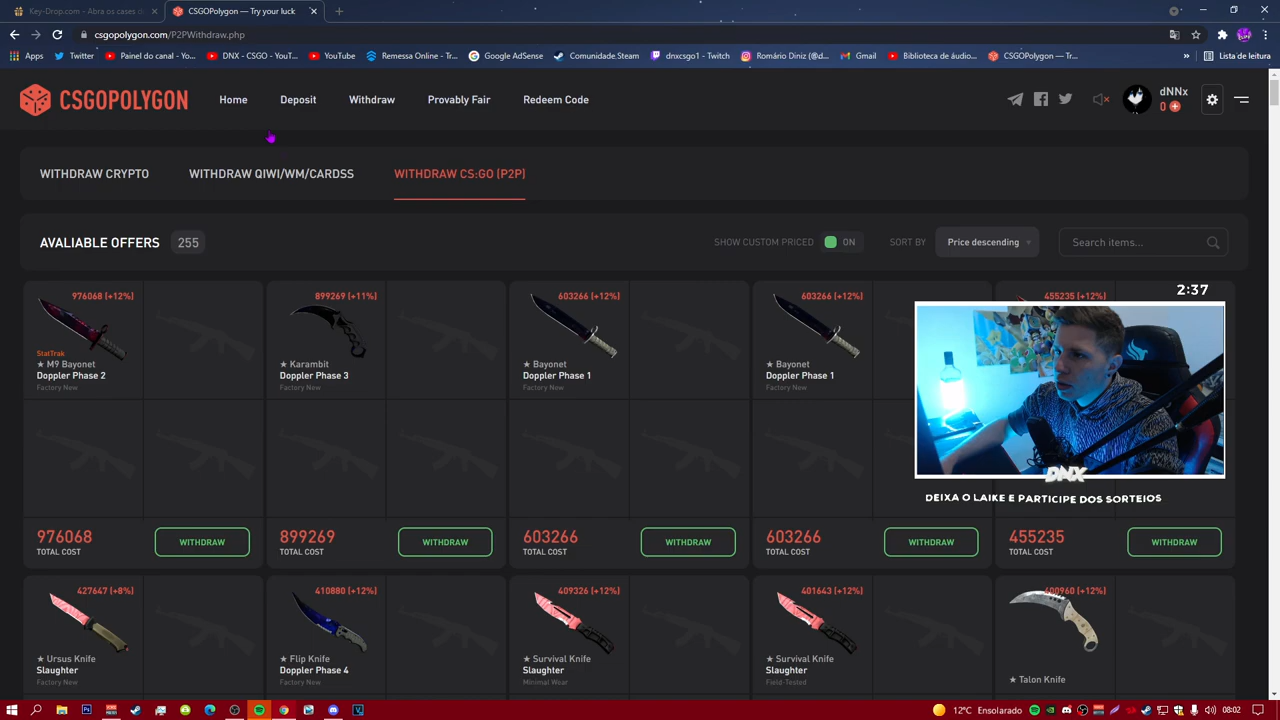 Key-Drop.com – Abra os cases d
CSGOPolygon — Try your luck
csgopolygon.com/P2PWithdraw.php
Apps
Twitter
Painel do canal - Yo...
DNX - CSGO - YouT...
YouTube
Remessa Online - Tr...
Google AdSense
Comunidade Steam
dnxcsgo1 - Twitch
Romário Diniz (@d...
Gmail
Biblioteca de áudio...
CSGOPolygon — Tr...
»
Lista de leitura
CSGOPOLYGON
Home
Deposit
Withdraw
Provably Fair
Redeem Code
dNNx
0
WITHDRAW CRYPTO
WITHDRAW QIWI/WM/CARDSS
WITHDRAW CS:GO (P2P)
AVALIABLE OFFERS 255
SHOW CUSTOM PRICED ON
SORT BY Price descending
Search items...
976068 (+12%)
StatTrak
★ M9 Bayonet
Doppler Phase 2
Factory New
976068
TOTAL COST
WITHDRAW
899269 (+11%)
★ Karambit
Doppler Phase 3
Factory New
899269
TOTAL COST
WITHDRAW
603266 (+12%)
★ Bayonet
Doppler Phase 1
Factory New
603266
TOTAL COST
WITHDRAW
603266 (+12%)
★ Bayonet
Doppler Phase 1
Factory New
603266
TOTAL COST
WITHDRAW
455235 (+12%)
2:37
DNX
DEIXA O LAIKE E PARTICIPE DOS SORTEIOS
455235
TOTAL COST
WITHDRAW
427647 (+8%)
★ Ursus Knife
Slaughter
Factory New
410880 (+12%)
★ Flip Knife
Doppler Phase 4
Factory New
409326 (+12%)
★ Survival Knife
Slaughter
Minimal Wear
401643 (+12%)
★ Survival Knife
Slaughter
Field-Tested
400960 (+12%)
★ Talon Knife
12°C Ensolarado
08:02